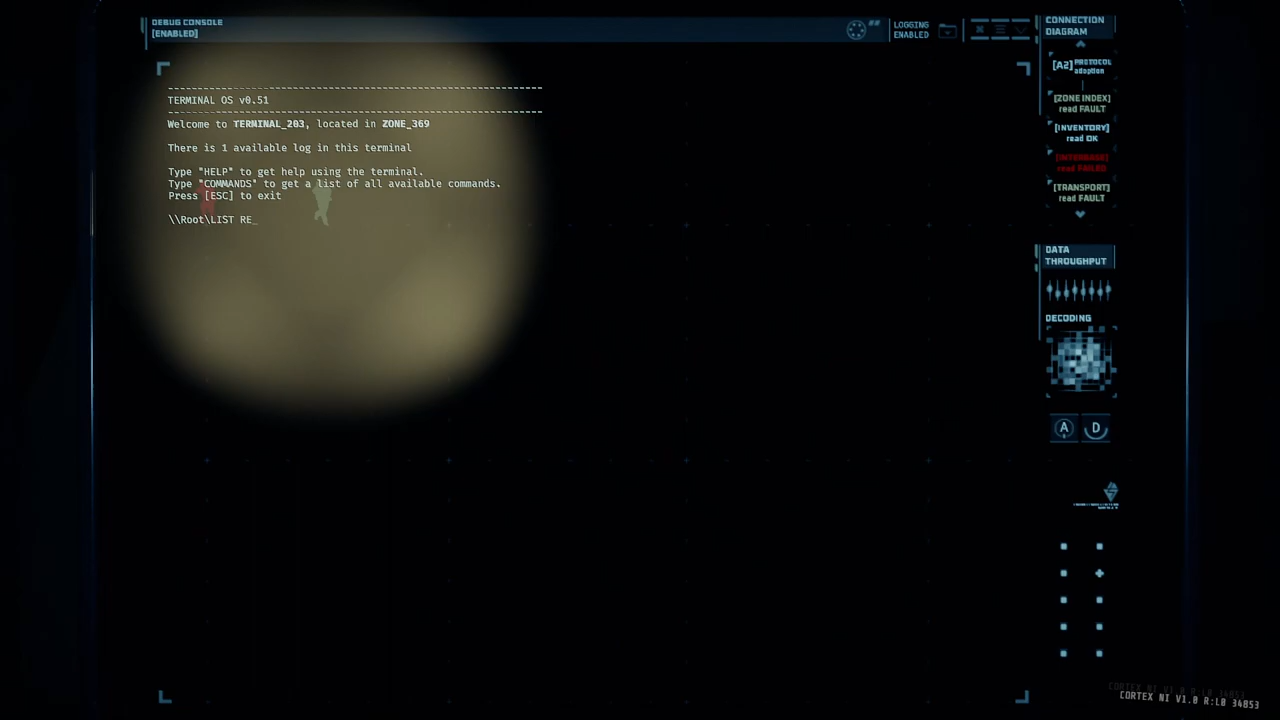 DEBUG CONSOLE
[ENABLED]
LOGGING
ENABLED
--------------------------------------------------------------
TERMINAL OS v0.51
--------------------------------------------------------------
Welcome to TERMINAL_203, located in ZONE_369
There is 1 available log in this terminal
Type "HELP" to get help using the terminal.
Type "COMMANDS" to get a list of all available commands.
Press [ESC] to exit
\\Root\LIST RE_
CONNECTION
DIAGRAM
[A2] PROTOCOL
adaption
[ZONE INDEX]
read FAULT
[INVENTORY]
read OK
read FAILED
[TRANSPORT]
read FAULT
DATA
THROUGHPUT
DECODING
A D
CORTEX NI V1.0 R:L0 34853